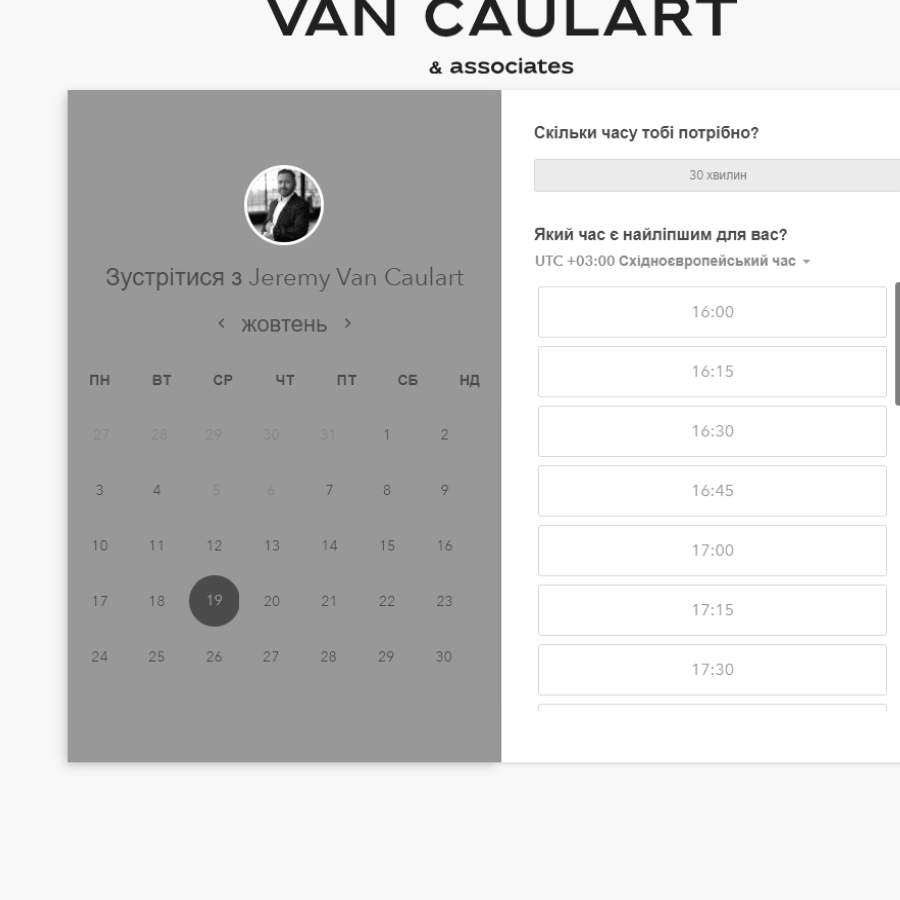 VAN CAULART
& associates
Зустрітися з Jeremy Van Caulart
жовтень
ПН ВТ СР ЧТ ПТ СБ НД
27 28 29 30 31 1 2
3 4 5 6 7 8 9
10 11 12 13 14 15 16
17 18 19 20 21 22 23
24 25 26 27 28 29 30
Скільки часу тобі потрібно?
30 хвилин
Який час є найліпшим для вас?
UTC +03:00 Східноєвропейський час
16:00
16:15
16:30
16:45
17:00
17:15
17:30